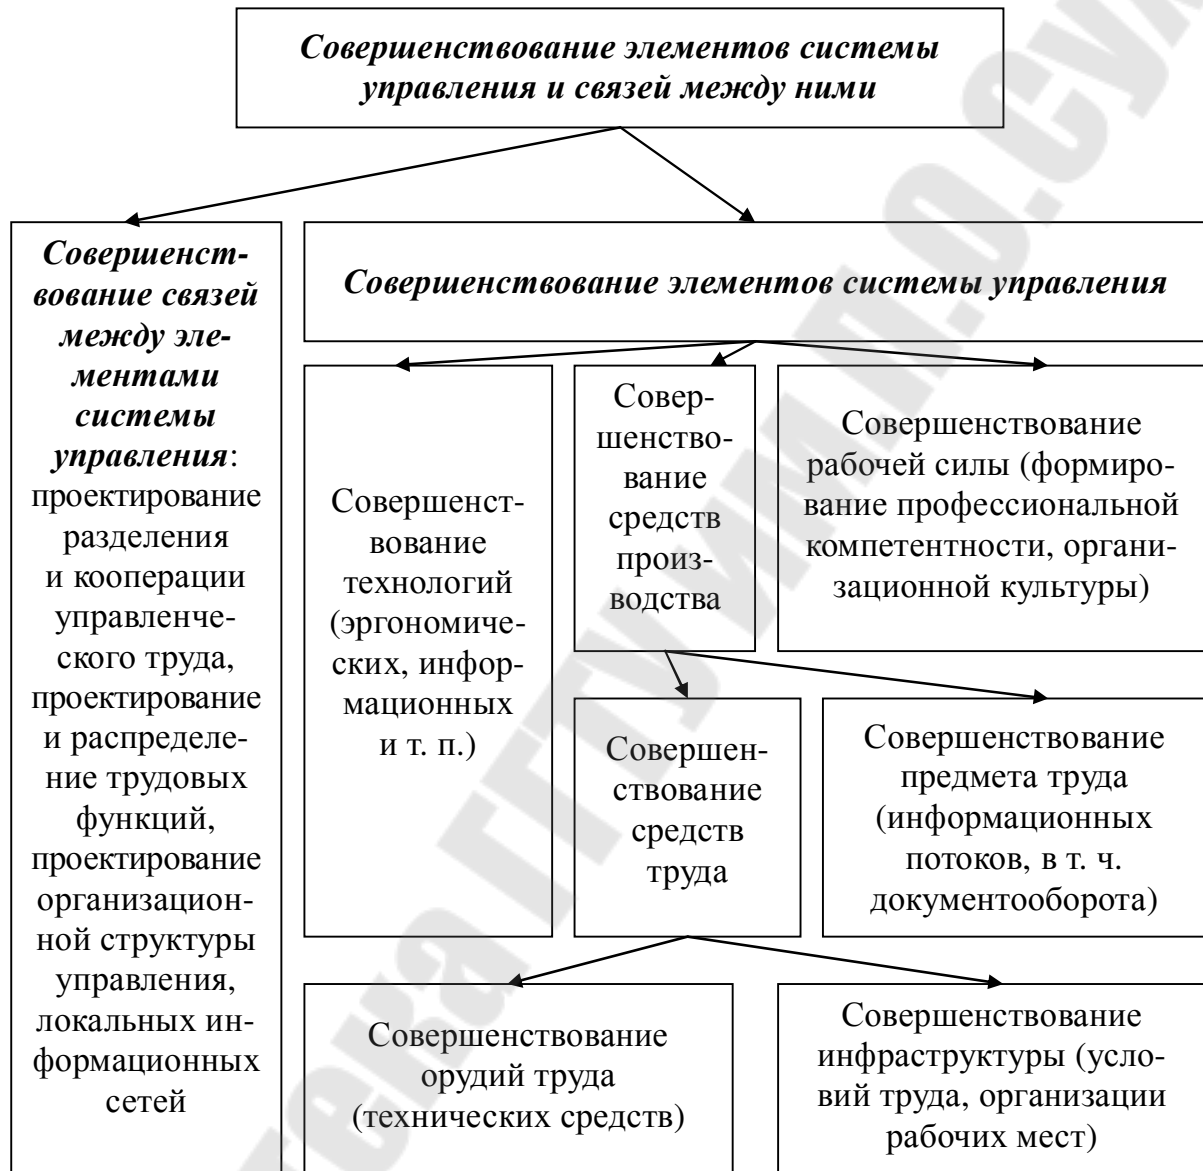 Совершенствование элементов системы
управления и связей между ними
Совершенст-
вование связей
между эле-
ментами
системы
управления:
проектирование
разделения
и кооперации
управленче-
ского труда,
проектирование
и распределе-
ние трудовых
функций,
проектирование
организацион-
ной структуры
управления,
локальных ин-
формационных
сетей
Совершенствование элементов системы управления
Совершенст-
вование
технологий
(эргономиче-
ских, инфор-
мационных
и т. п.)
Совер-
шенство-
вание
средств
произ-
водства
Совершенствование
рабочей силы (формиро-
вание профессиональной
компетентности, органи-
зационной культуры)
Совершен-
ствование
средств
труда
Совершенствование
предмета труда
(информационных
потоков, в т. ч.
документооборота)
Совершенствование
орудий труда
(технических средств)
Совершенствование
инфраструктуры (усло-
вий труда, организации
рабочих мест)